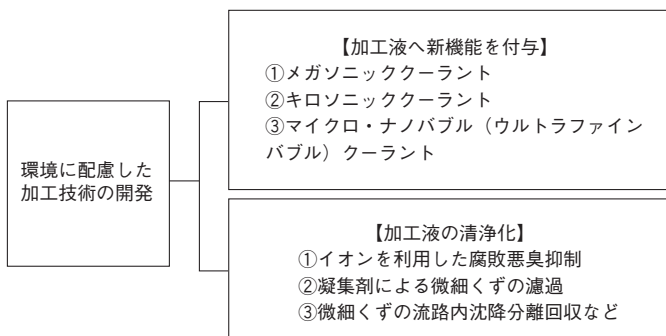 環境に配慮した
加工技術の開発
【加工液へ新機能を付与】
①メガソニッククーラント
②キロソニッククーラント
③マイクロ・ナノバブル（ウルトラファイン
バブル）クーラント
【加工液の清浄化】
①イオンを利用した腐敗悪臭抑制
②凝集剤による微細くずの濾過
③微細くずの流路内沈降分離回収など